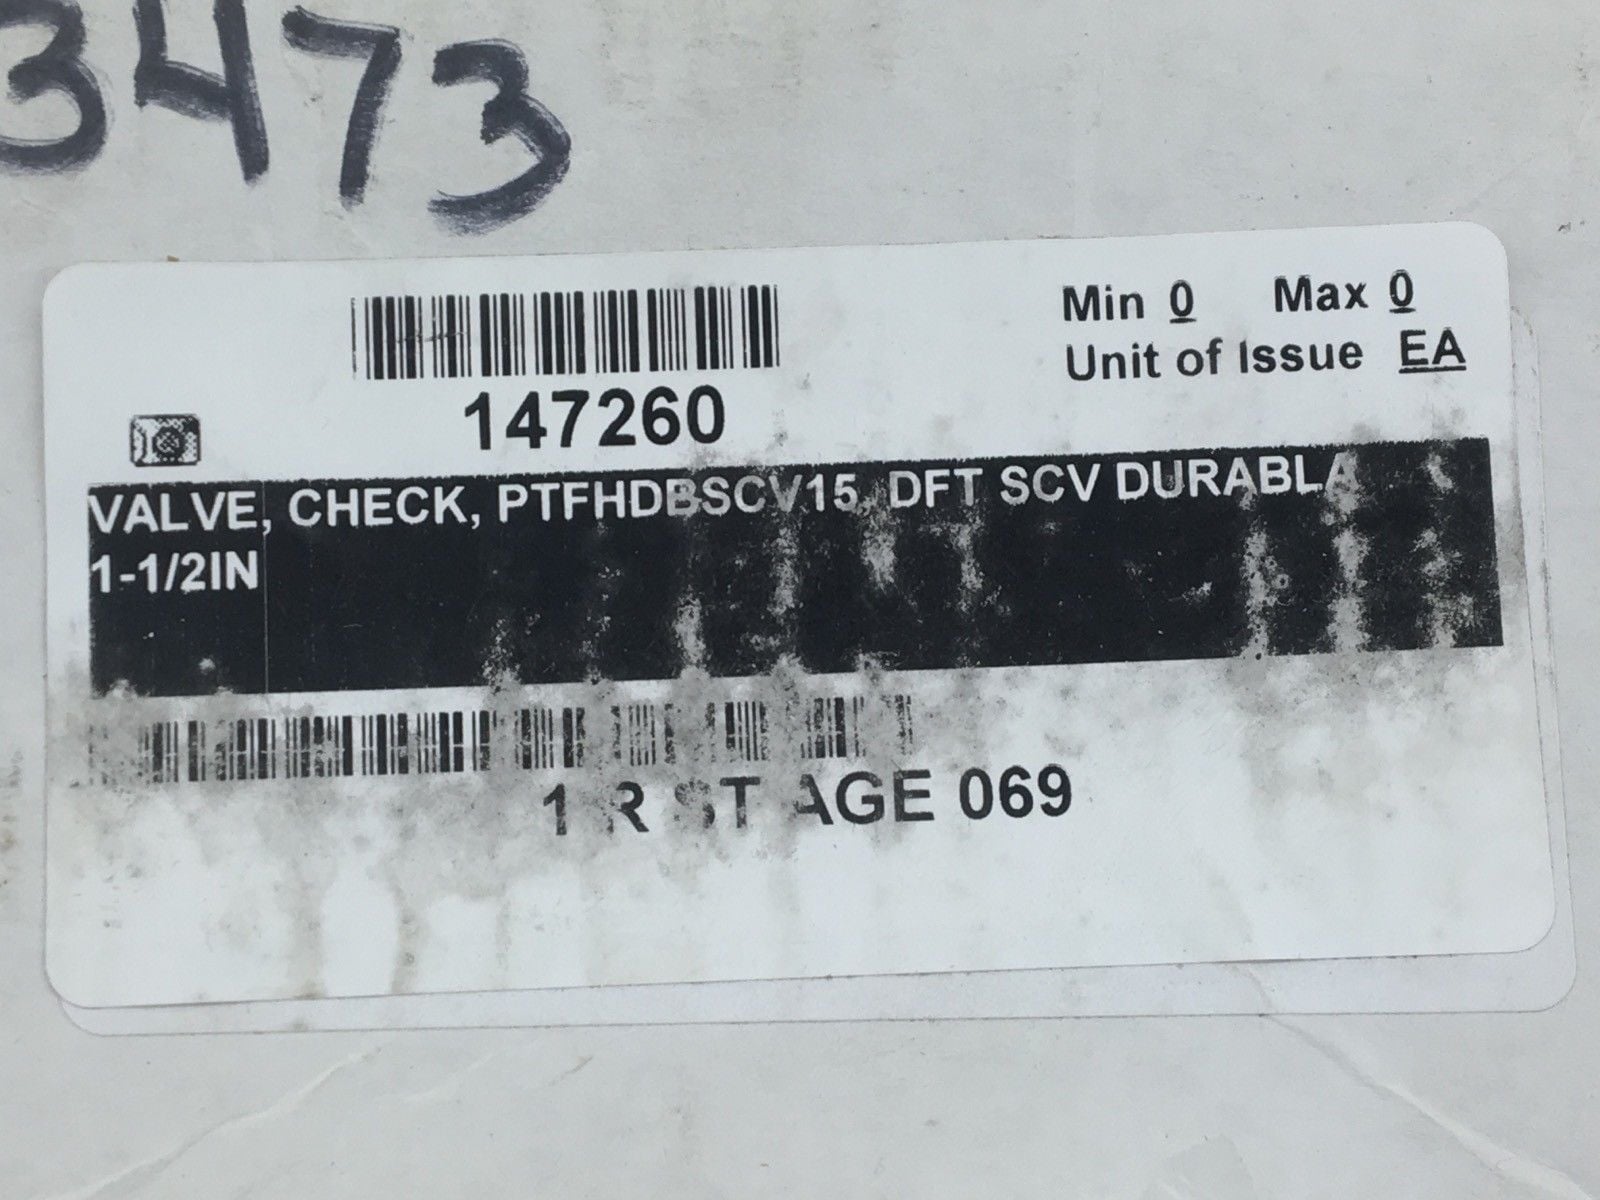 3473
Min 0 Max 0
Unit of Issue EA
147260
VALVE, CHECK, PTFHDBSCV15, DFT SCV DURABLA
1-1/2IN
069